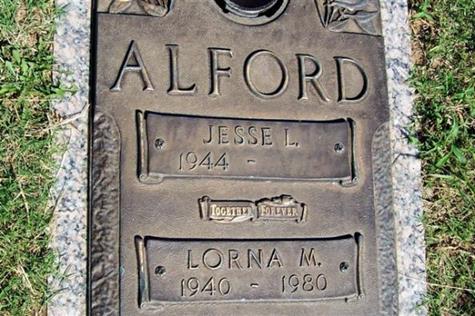 ALFORD
JESSE L.
1944 -
TOGETHER FOREVER
LORNA M.
1940 - 1980